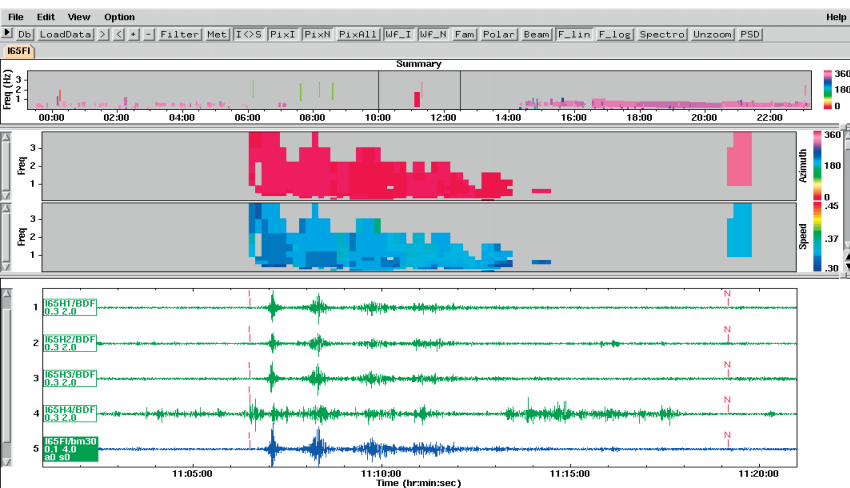 File Edit View Option Help
Db LoadData > < + - Filter Met I<>S PixI PixN PixAll Wf_I Wf_N Fam Polar Beam F_lin F_log Spectro Unzoom PSD
I65FI
Summary
Freq (Hz)
3
2
1
360
180
0
00:00 02:00 04:00 06:00 08:00 10:00 12:00 14:00 16:00 18:00 20:00 22:00
Freq
3
2
1
360
180
0
Azimuth
Freq
3
2
1
.45
.37
.30
Speed
I N
1 I65H1/BDF
0.3 2.0
I N
2 I65H2/BDF
0.3 2.0
I N
3 I65H3/BDF
0.3 2.0
I N
4 I65H4/BDF
0.3 2.0
I N
5 I65FI/bm30
0.1 4.0
a0 s0
11:05:00 11:10:00 11:15:00 11:20:00
Time (hr:min:sec)